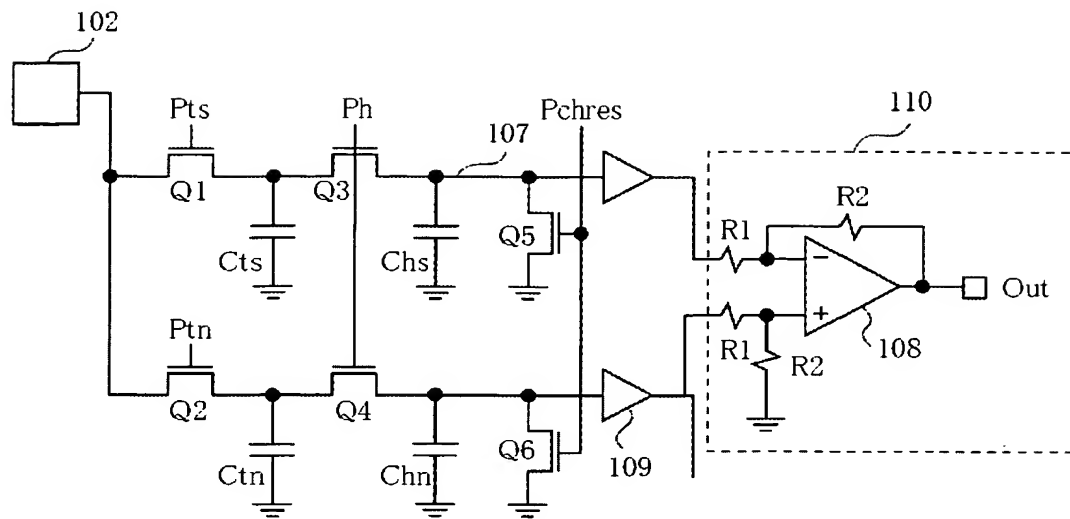 102
110
Pts
Ph
Pchres
107
R2
Q1
Q3
Q5
R1
Cts
Chs
Out
Ptn
R1
108
R2
Q2
Q4
Q6
109
Ctn
Chn